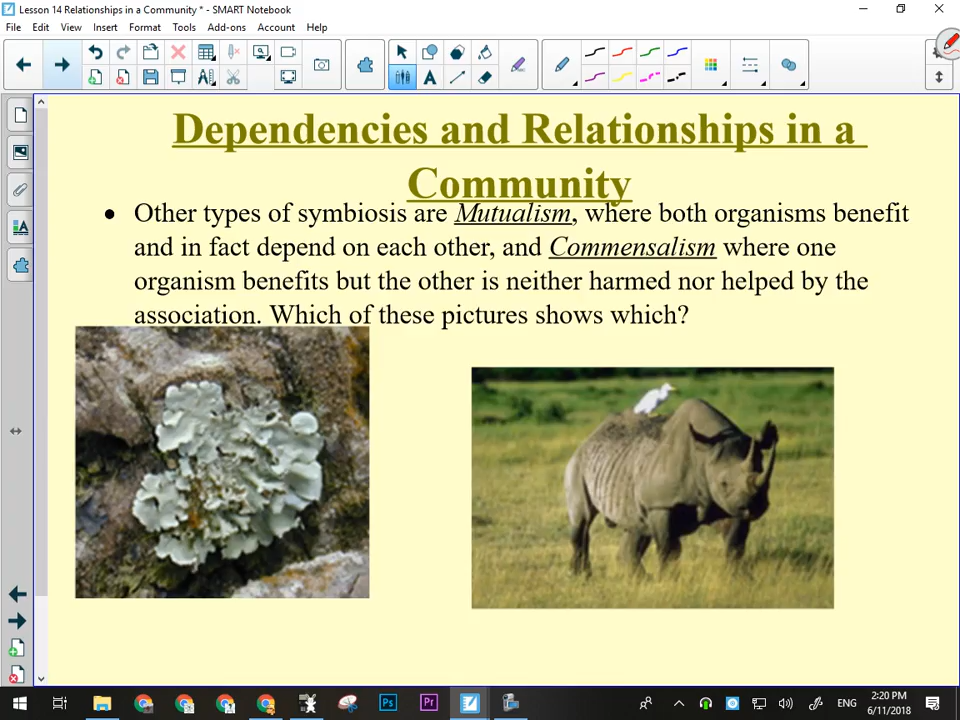 Lesson 14 Relationships in a Community * - SMART Notebook
File Edit View Insert Format Tools Add-ons Account Help
Dependencies and Relationships in a
Community
• Other types of symbiosis are Mutualism, where both organisms benefit
and in fact depend on each other, and Commensalism where one
organism benefits but the other is neither harmed nor helped by the
association. Which of these pictures shows which?
Ps Pr ENG 2:20 PM
6/11/2018